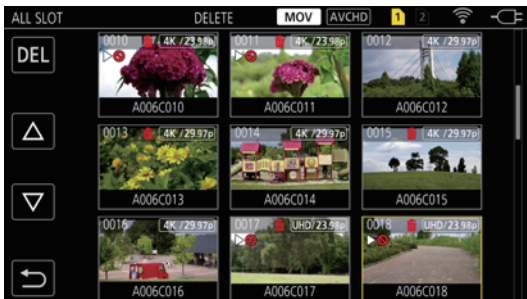 ALL SLOT DELETE MOV AVCHD 1 2
DEL
0010 4K /23.98p 0011 4K /23.98p 0012 4K /29.97p
A006C010 A006C011 A006C012
0013 4K /29.97p 0014 4K /29.97p 0015 4K /29.97p
A006C013 A006C014 A006C015
0016 4K /29.97p 0017 UHD/23.98p 0018 UHD/23.98p
A006C016 A006C017 A006C018